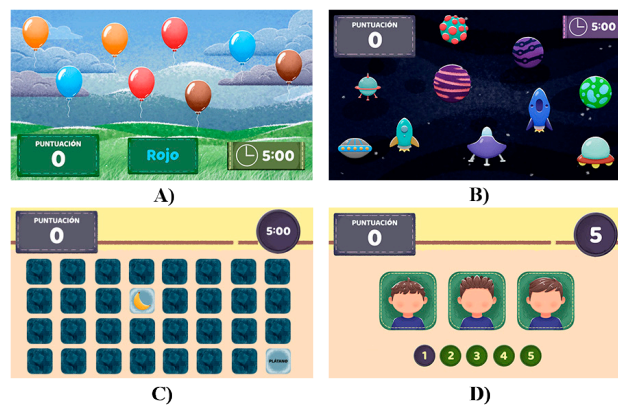 PUNTUACIÓN
0
Rojo
5:00
A)
PUNTUACIÓN
0
5:00
B)
PUNTUACIÓN
0
5:00
PLÁTANO
C)
PUNTUACIÓN
0
5
1 2 3 4 5
D)